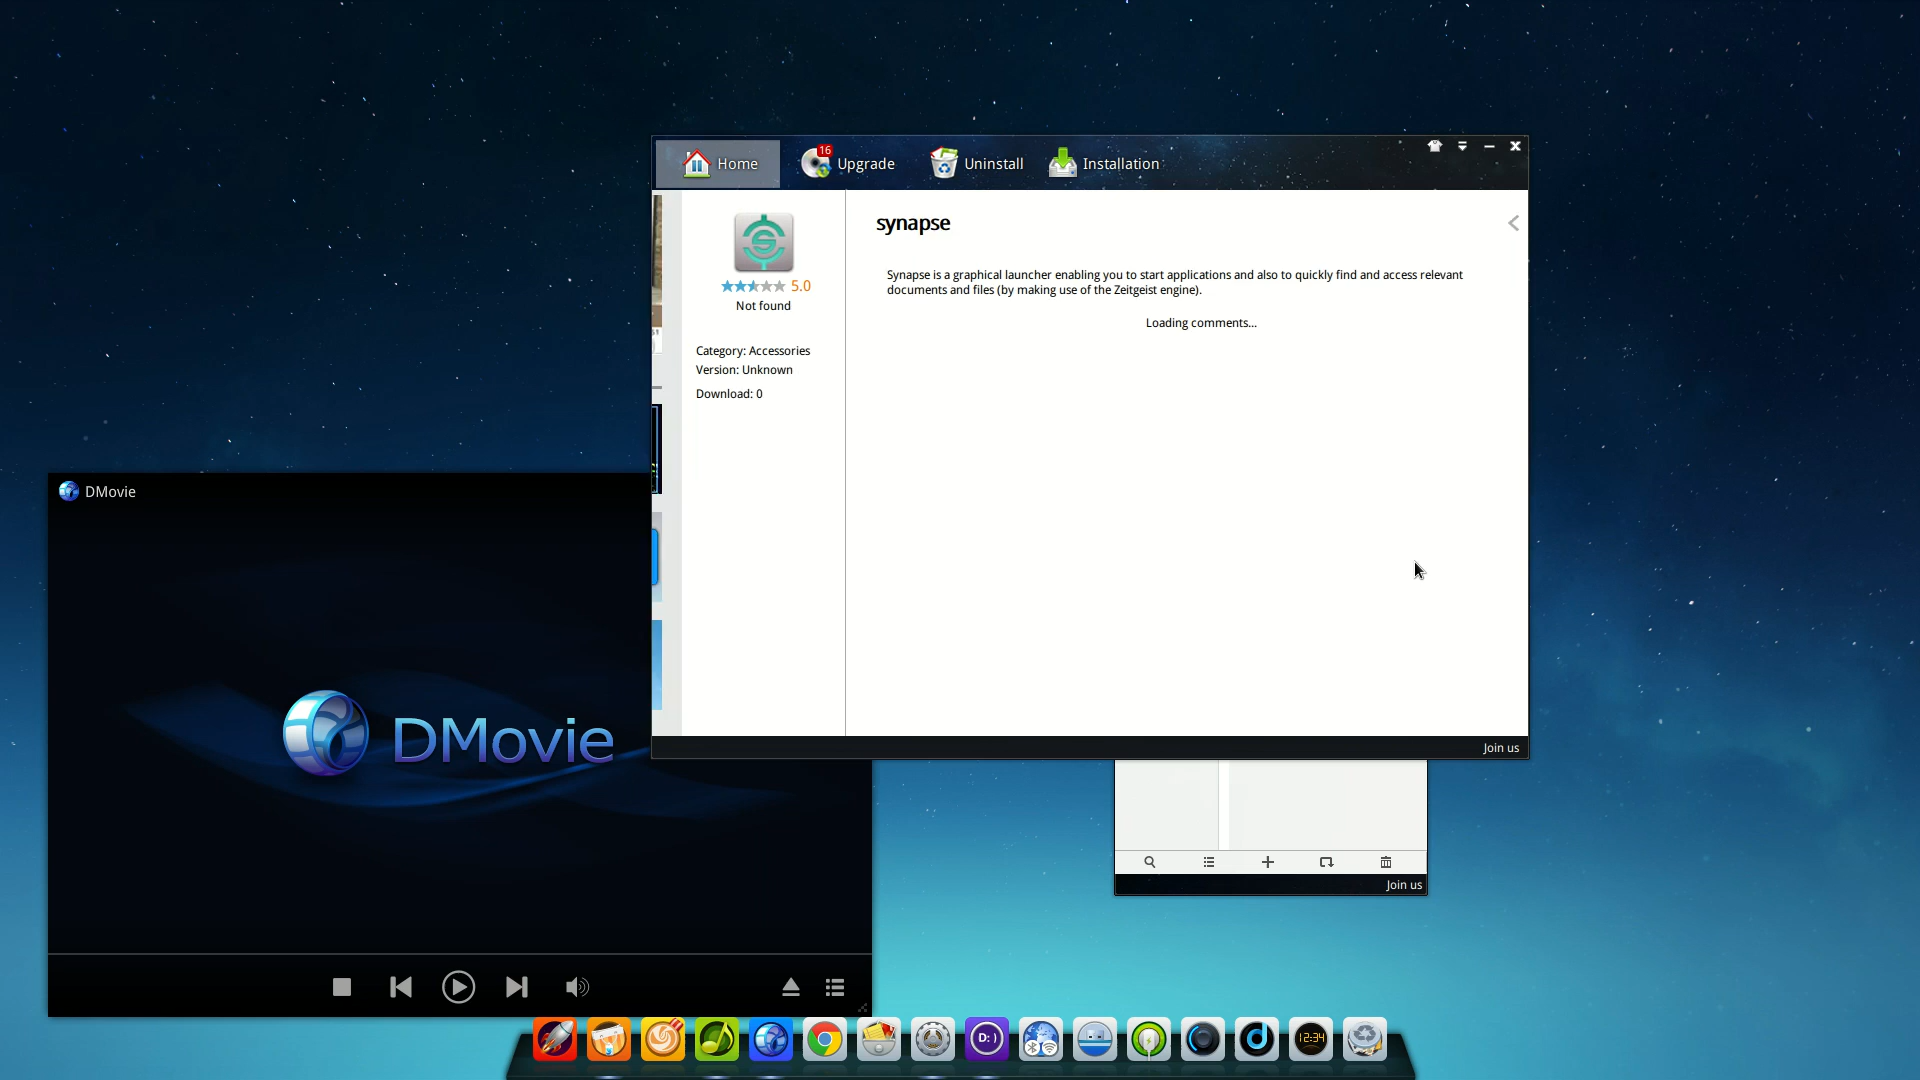 Home
16
Upgrade
Uninstall
Installation
synapse
5.0
Not found
Synapse is a graphical launcher enabling you to start applications and also to quickly find and access relevant
documents and files (by making use of the Zeitgeist engine).
Loading comments...
Category: Accessories
Version: Unknown
Download: 0
Join us
DMovie
DMovie
Join us
D:)
12:34